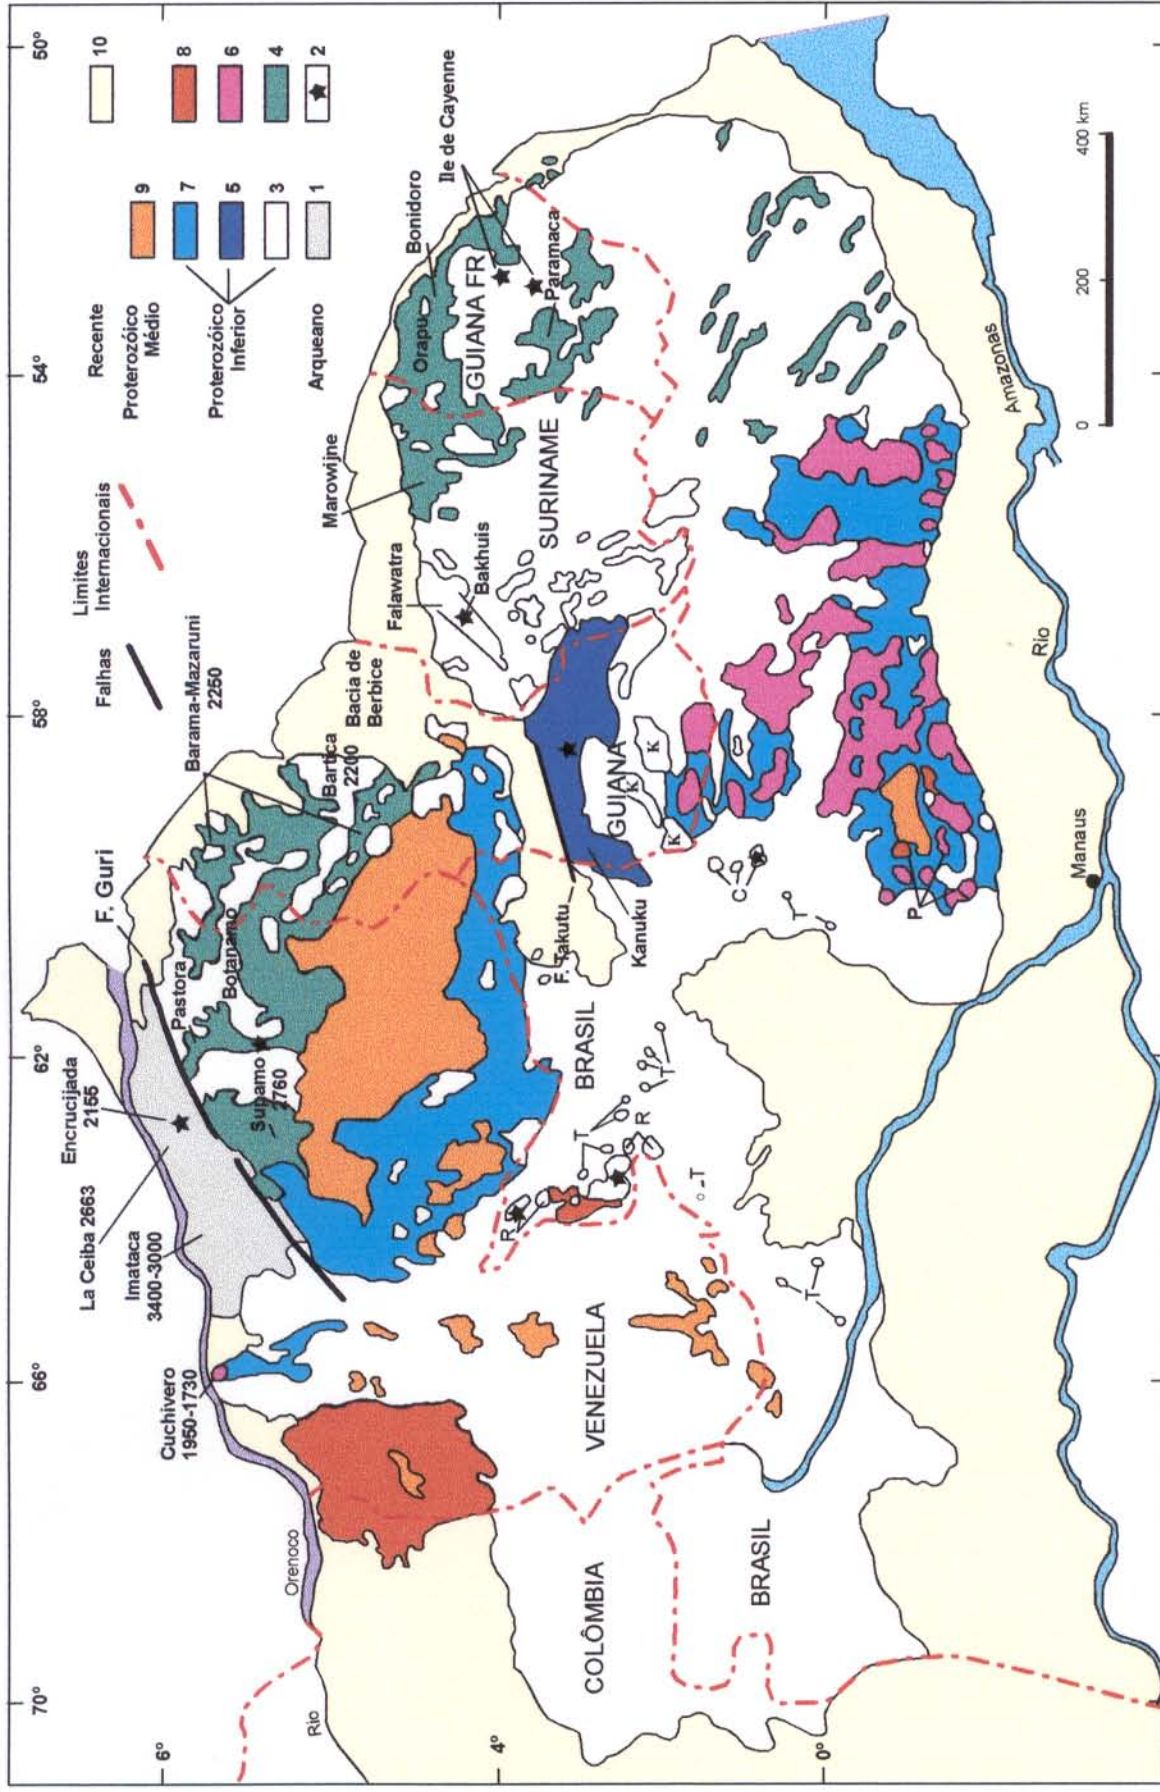 70°
66°
62°
58°
54°
50°
6°
4°
0°
Cuchivero
1950-1730
La Ceiba 2663
Imataca
3400-3000
Encrucijada
2155
F. Guri
Barama-Mazaruni
2250
Falhas
Limites
Internacionais
Recente
Proterozóico
Médio
Proterozóico
Inferior
Arqueano
9
7
5
3
1
10
8
6
4
2
Rio
Orenoco
Pastora
Botanamo
Supamo
2760
Bartica
2200
Bacia de
Berbice
Falawatra
Bakhuis
Marowijne
Orapu
Bonidoro
Ile de Cayenne
GUIANA FR
Paramaca
SURINAME
GUIANA
K
K
K
F. Takutu
Kanuku
BRASIL
VENEZUELA
COLÔMBIA
BRASIL
R
R
T
T
T
T
T
C
P
Manaus
Rio
Amazonas
0
200
400 km